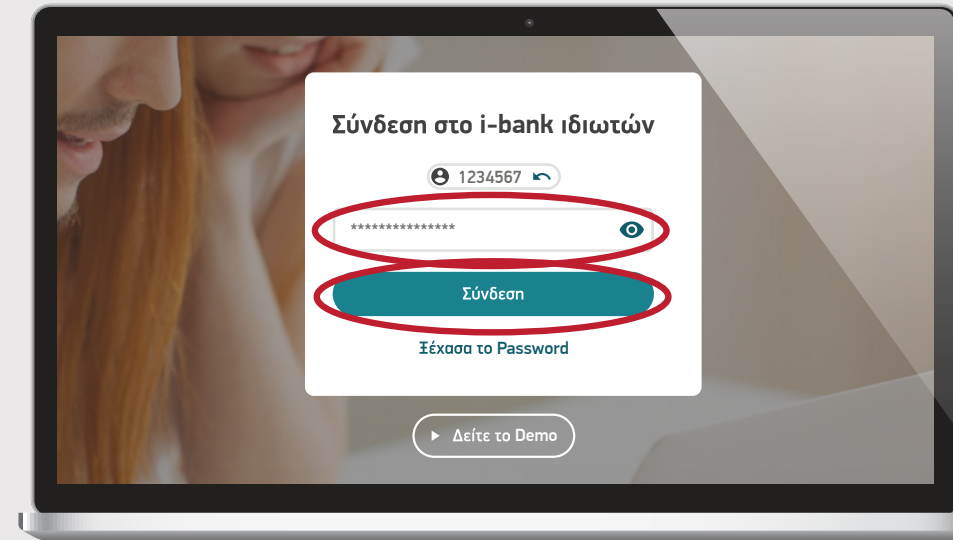 Σύνδεση στο i-bank ιδιωτών
1234567
***************
Σύνδεση
Ξέχασα το Password
Δείτε το Demo